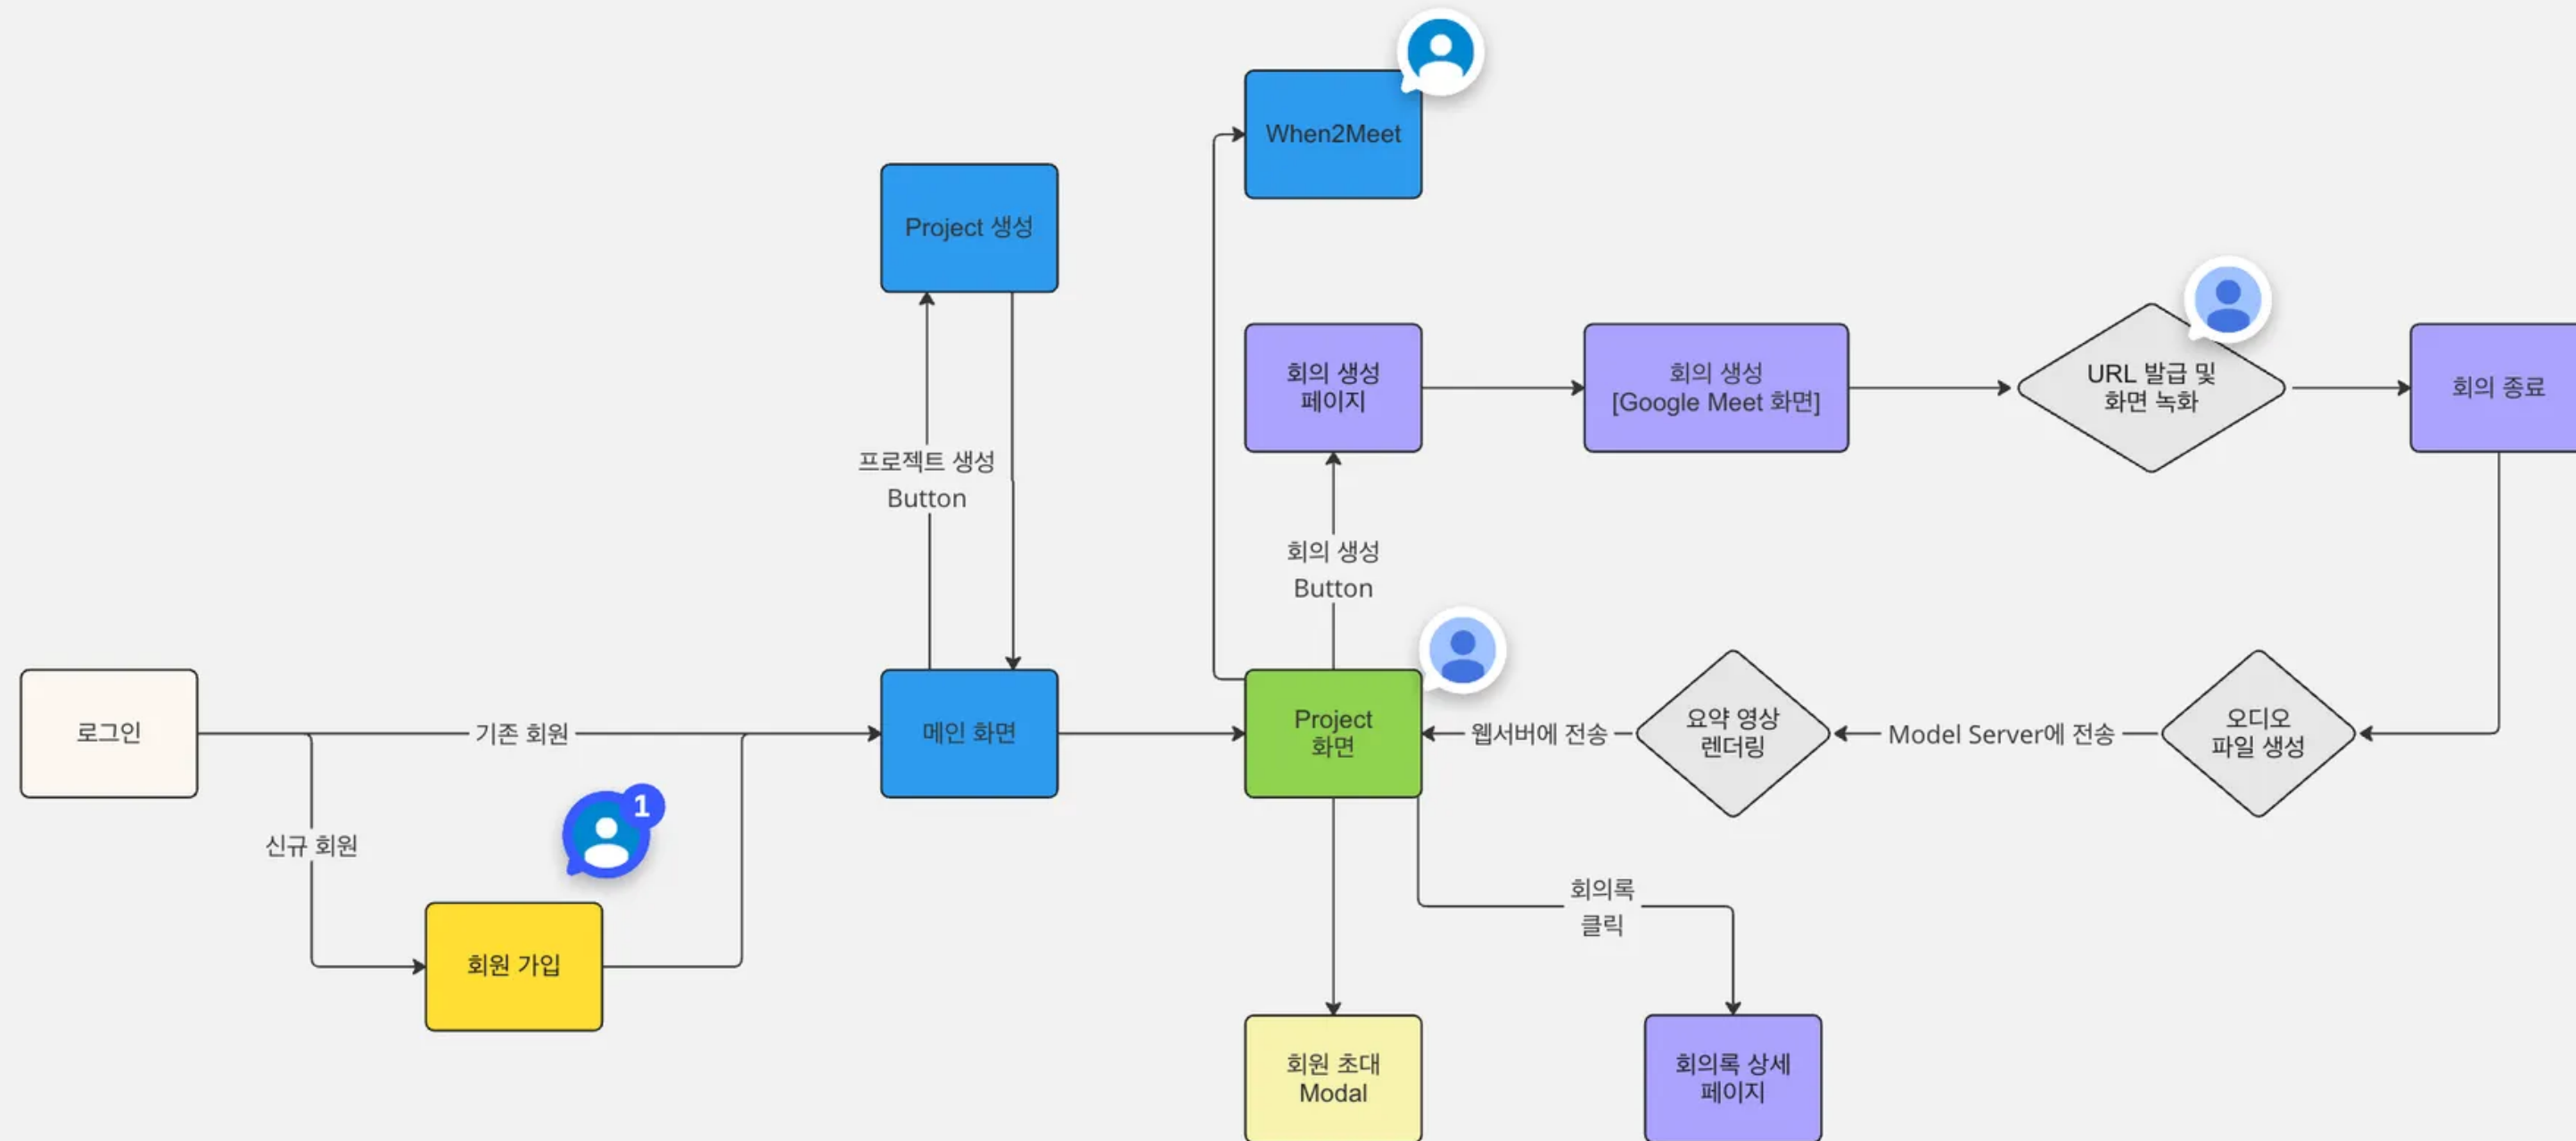 When2Meet
Project 생성
회의 생성
페이지
회의 생성
[Google Meet 화면]
URL 발급 및
화면 녹화
회의 종료
프로젝트 생성
Button
회의 생성
Button
로그인
기존 회원
메인 화면
Project
화면
웹서버에 전송
요약 영상
렌더링
Model Server에 전송
오디오
파일 생성
1
신규 회원
회원 가입
회의록
클릭
회원 초대
Modal
회의록 상세
페이지